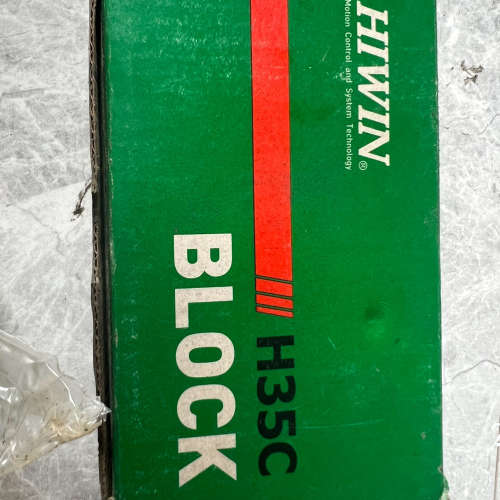 HIWIN®
Motion Control and System Technology
H35C
BLOCK